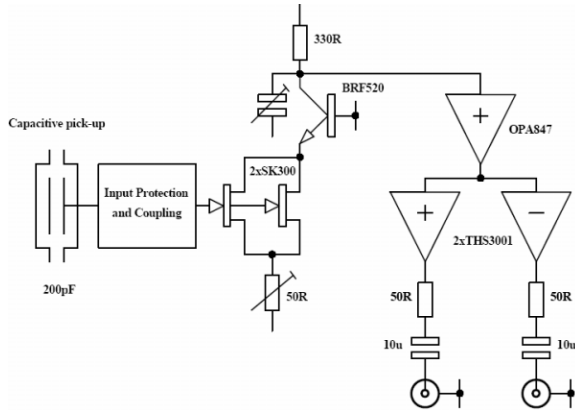 330R
BRF520
Capacitive pick-up
+
OPA847
2xSK300
Input Protection
and Coupling
+
−
2xTHS3001
200pF
50R
50R
50R
10u
10u